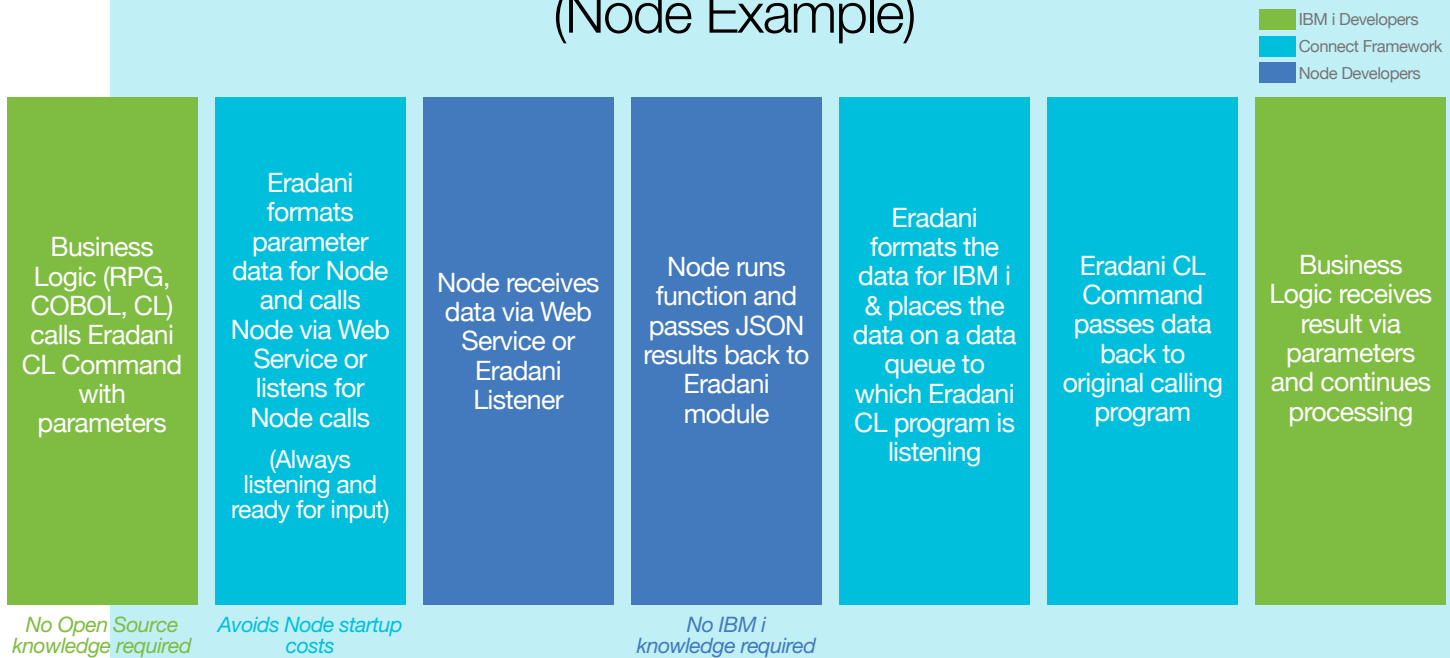 (Node Example)
IBM i Developers
Connect Framework
Node Developers
Business
Logic (RPG,
COBOL, CL)
calls Eradani
CL Command
with
parameters
Eradani
formats
parameter
data for Node
and calls
Node via Web
Service or
listens for
Node calls
(Always
listening and
ready for input)
Node receives
data via Web
Service or
Eradani
Listener
Node runs
function and
passes JSON
results back to
Eradani
module
Eradani
formats the
data for IBM i
& places the
data on a data
queue to
which Eradani
CL program is
listening
Eradani CL
Command
passes data
back to
original calling
program
Business
Logic receives
result via
parameters
and continues
processing
No Open Source
knowledge required
Avoids Node startup
costs
No IBM i
knowledge required